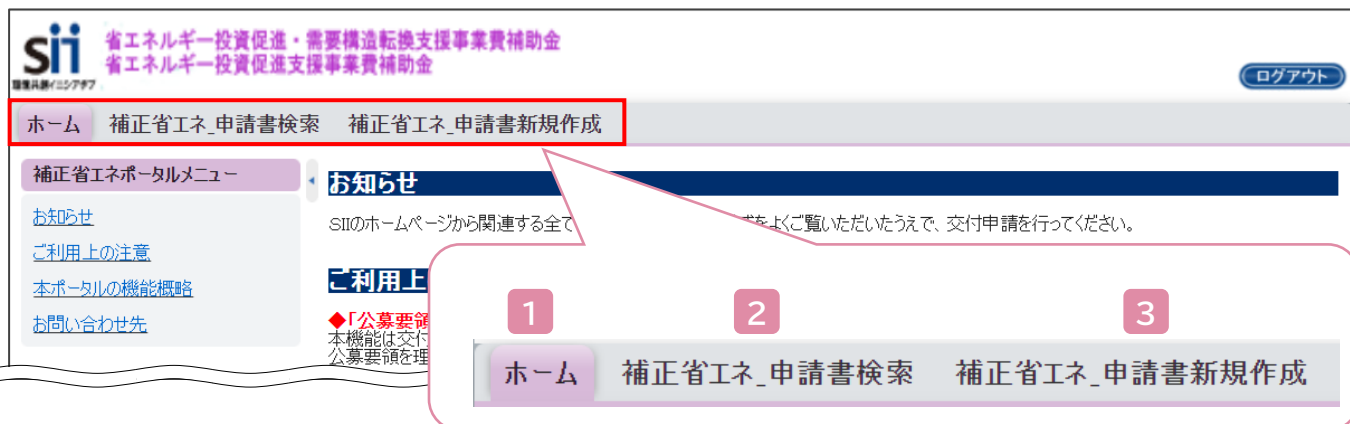 sii
省エネルギー投資促進・需要構造転換支援事業費補助金
省エネルギー投資促進支援事業費補助金
環境共創イニシアチブ
ログアウト
ホーム 補正省エネ_申請書検索 補正省エネ_申請書新規作成
補正省エネポータルメニュー
お知らせ
ご利用上の注意
本ポータルの機能概略
お問い合わせ先
お知らせ
SIIのホームページから関連する全て
をよくご覧いただいたうえで、交付申請を行ってください。
ご利用上
◆「公募要領
本機能は交付
公募要領を理
1 2 3
ホーム 補正省エネ_申請書検索 補正省エネ_申請書新規作成